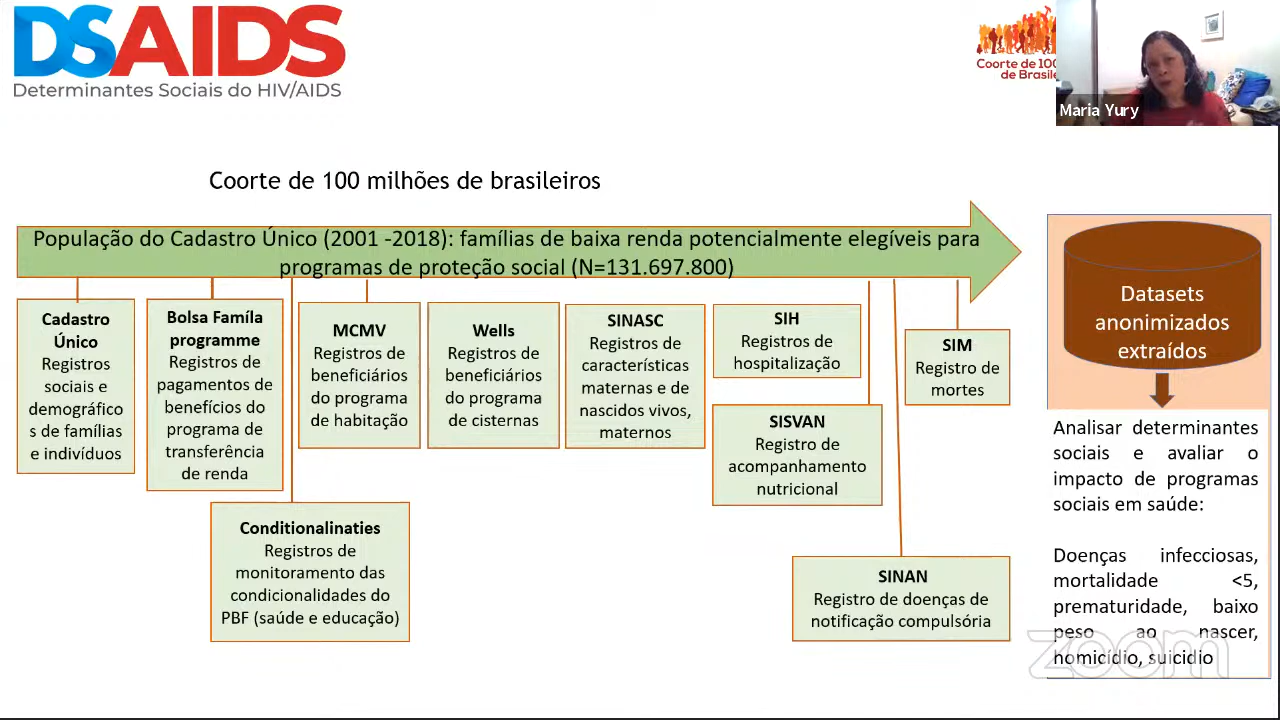 DSAIDS
Determinantes Sociais do HIV/AIDS
Coorte de 100
de Brasile
Maria Yury
Coorte de 100 milhões de brasileiros
População do Cadastro Único (2001 -2018): famílias de baixa renda potencialmente elegíveis para
programas de proteção social (N=131.697.800)
Cadastro
Único
Registros
sociais e
demográfico
s de famílias
e indivíduos
Bolsa Famíla
programme
Registros de
pagamentos de
benefícios do
programa de
transferência
de renda
Conditionalinaties
Registros de
monitoramento das
condicionalidades do
PBF (saúde e educação)
MCMV
Registros de
beneficiários
do programa
de habitação
Wells
Registros de
beneficiários
do programa
de cisternas
SINASC
Registros de
características
maternas e de
nascidos vivos,
maternos
SIH
Registros de
hospitalização
SISVAN
Registro de
acompanhamento
nutricional
SINAN
Registro de doenças de
notificação compulsória
SIM
Registro de
mortes
Datasets
anonimizados
extraídos
Analisar determinantes
sociais e avaliar o
impacto de programas
sociais em saúde:
Doenças infecciosas,
mortalidade <5,
prematuridade, baixo
peso ao nascer,
homicídio, suicidio
zoom